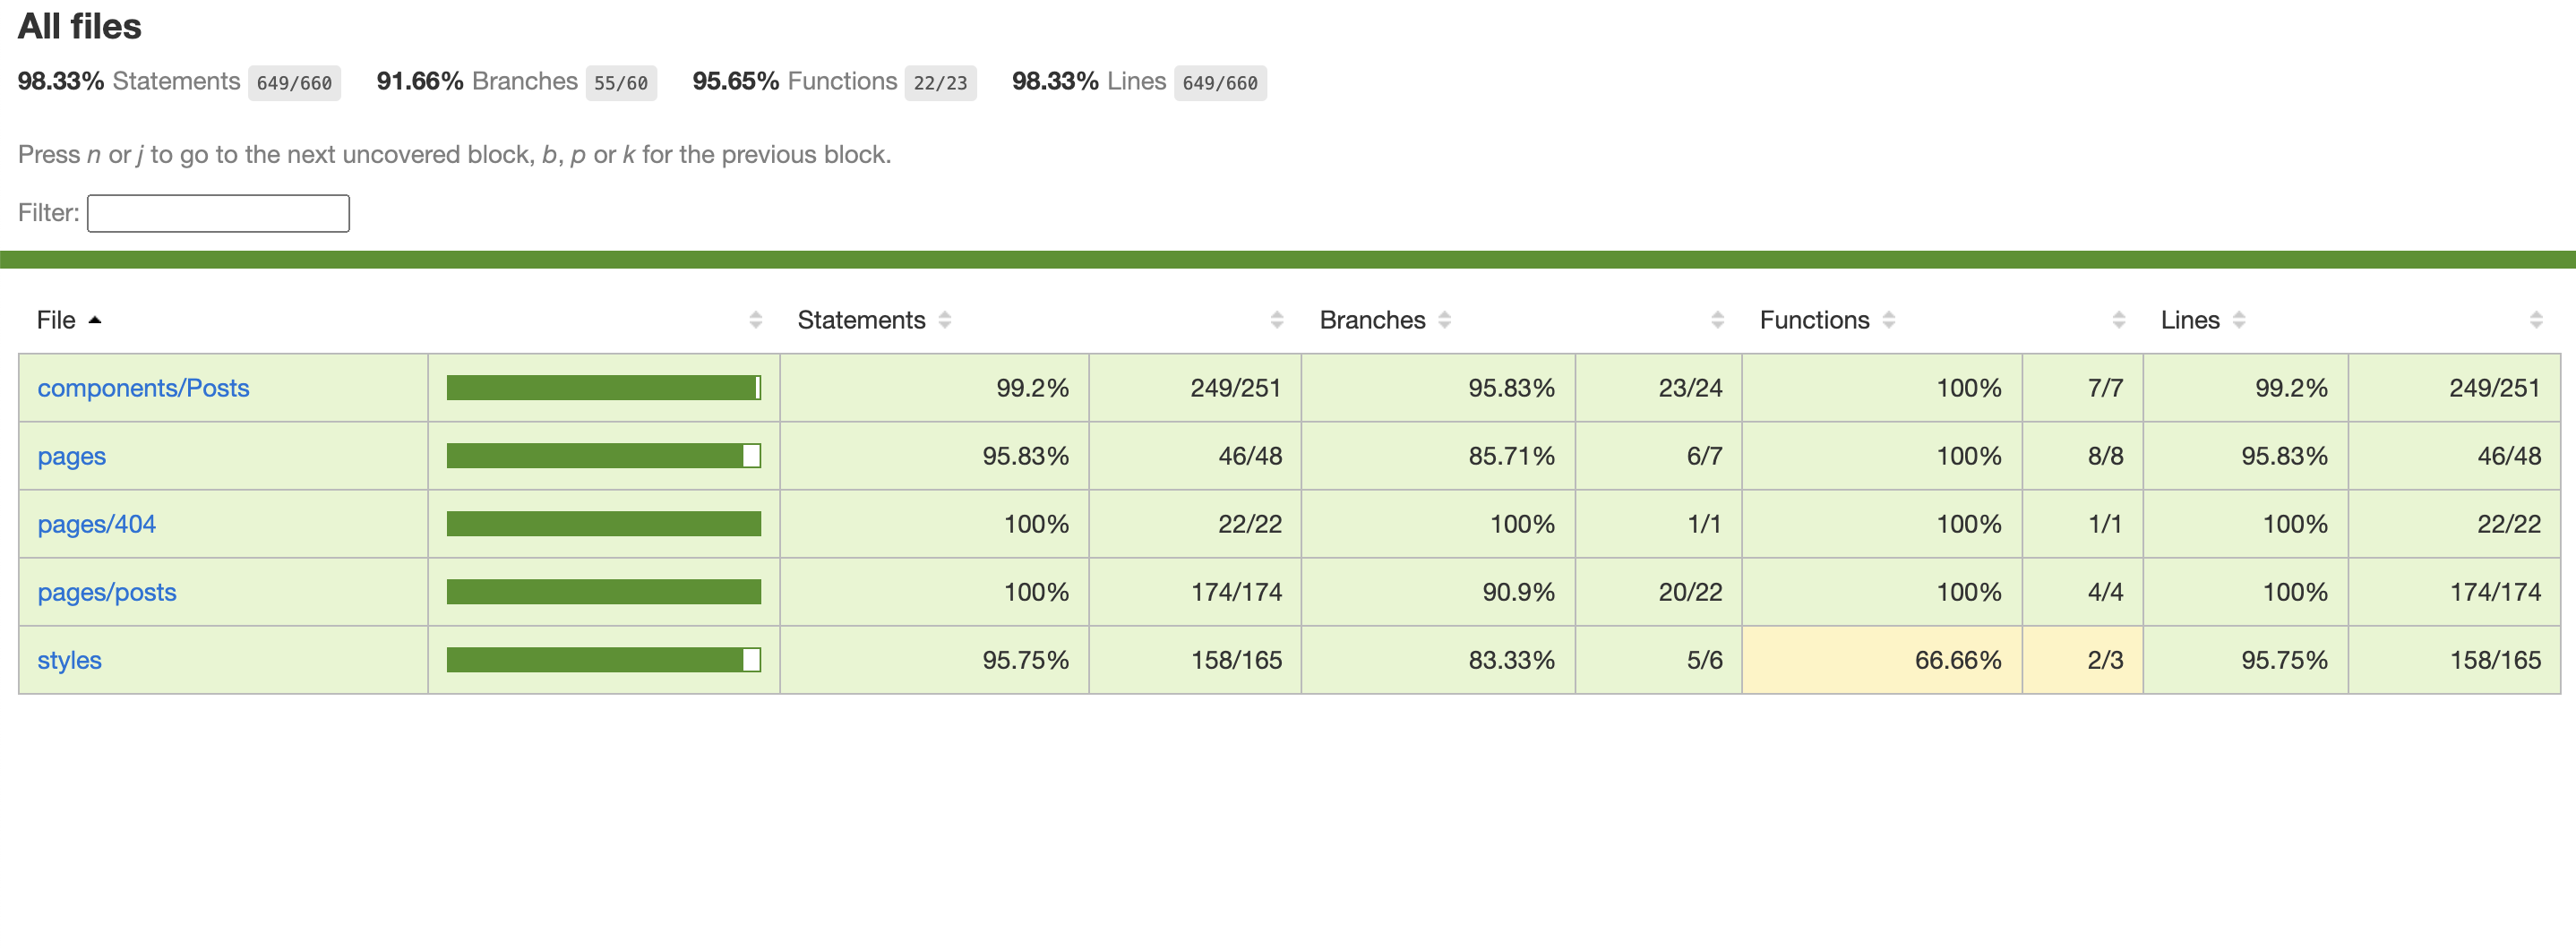 All files
98.33% Statements 649/660 91.66% Branches 55/60 95.65% Functions 22/23 98.33% Lines 649/660
Press n or j to go to the next uncovered block, b, p or k for the previous block.
Filter:
File Statements Branches Functions Lines
components/Posts 99.2% 249/251 95.83% 23/24 100% 7/7 99.2% 249/251
pages 95.83% 46/48 85.71% 6/7 100% 8/8 95.83% 46/48
pages/404 100% 22/22 100% 1/1 100% 1/1 100% 22/22
pages/posts 100% 174/174 90.9% 20/22 100% 4/4 100% 174/174
styles 95.75% 158/165 83.33% 5/6 66.66% 2/3 95.75% 158/165